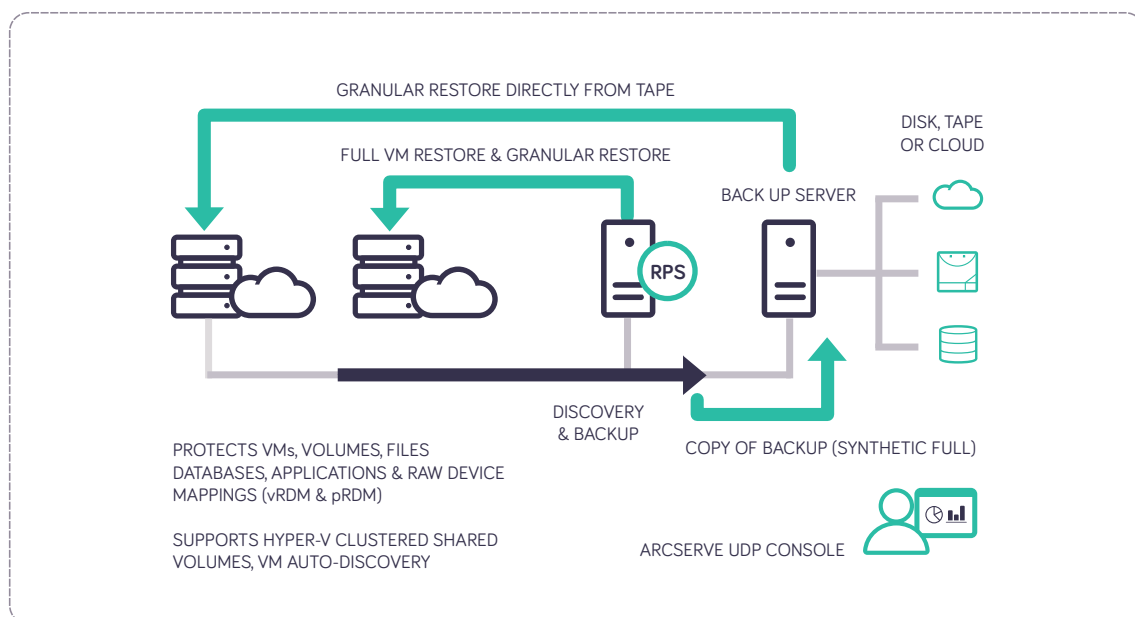 GRANULAR RESTORE DIRECTLY FROM TAPE
DISK, TAPE
OR CLOUD
FULL VM RESTORE & GRANULAR RESTORE
BACK UP SERVER
RPS
DISCOVERY
& BACKUP
COPY OF BACKUP (SYNTHETIC FULL)
PROTECTS VMs, VOLUMES, FILES
DATABASES, APPLICATIONS & RAW DEVICE
MAPPINGS (vRDM & pRDM)
SUPPORTS HYPER-V CLUSTERED SHARED
VOLUMES, VM AUTO-DISCOVERY
ARCSERVE UDP CONSOLE